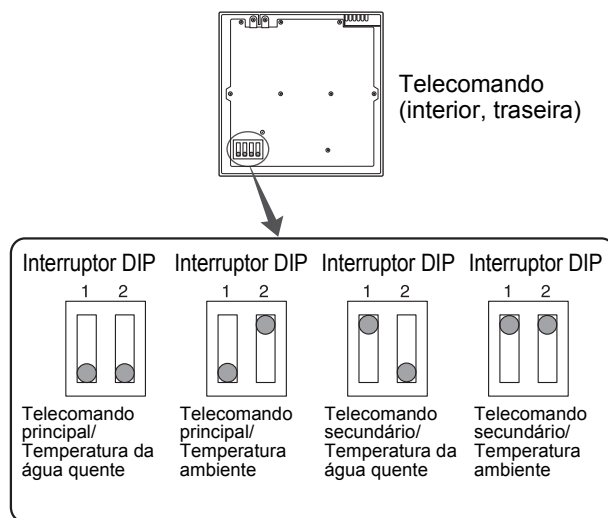 Telecomando
(interior, traseira)
Interruptor DIP Interruptor DIP Interruptor DIP Interruptor DIP
1 2 1 2 1 2 1 2
Telecomando
principal/
Temperatura da
água quente
Telecomando
principal/
Temperatura
ambiente
Telecomando
secundário/
Temperatura da
água quente
Telecomando
secundário/
Temperatura
ambiente